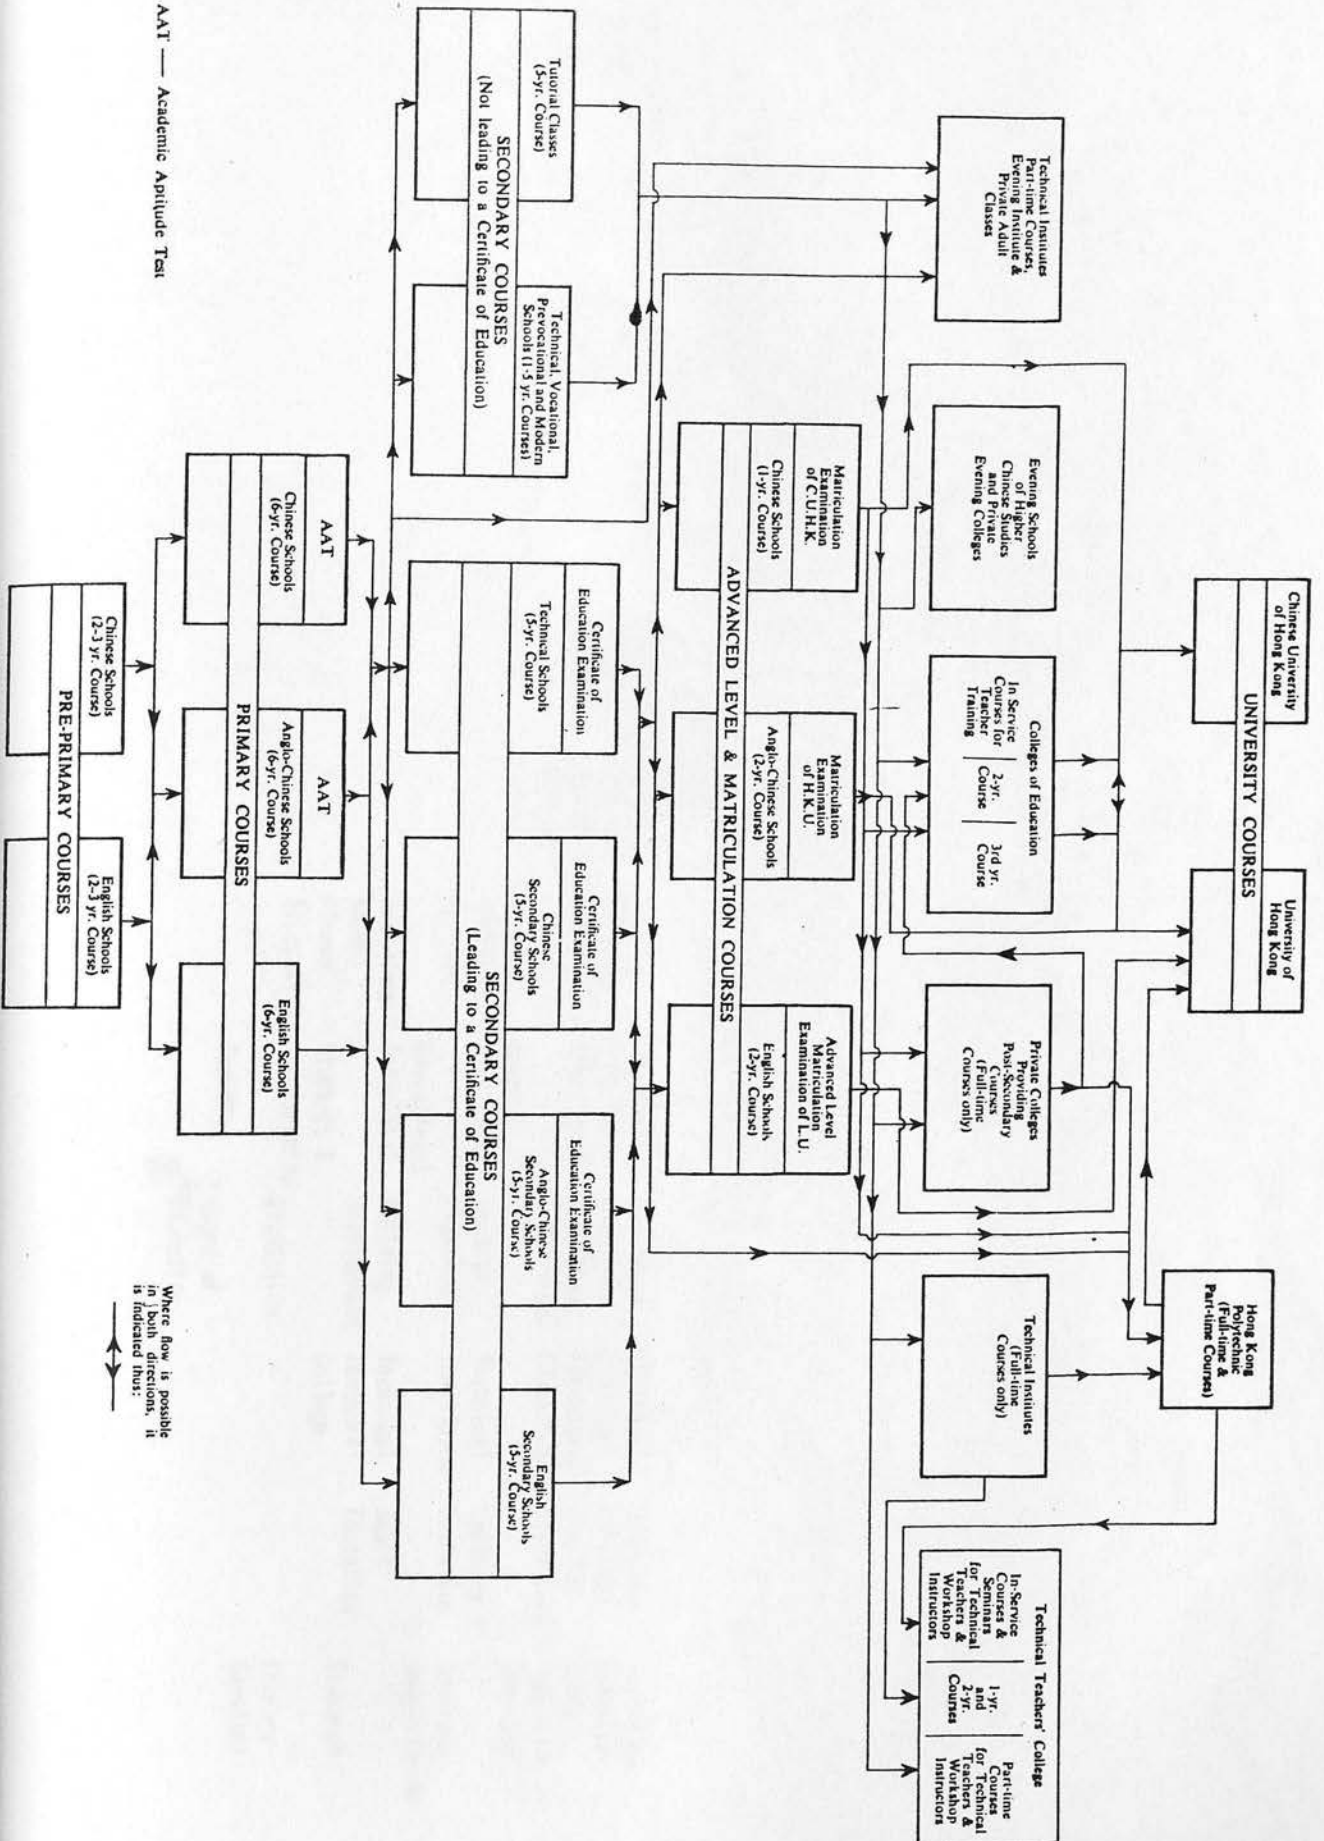 Chinese University
of Hong Kong
UNIVERSITY COURSES
University of
Hong Kong
Hong Kong
Polytechnic
(Full-time &
Part-time Courses)
Technical Institutes
Part-time Courses,
Evening Institute &
Private Adult
Classes
Evening Schools
of Higher
Chinese Studies
and Private
Evening Colleges
Colleges of Education
In Service
Courses for
Teacher
Training
2-yr.
Course
3rd yr.
Course
Private Colleges
Providing
Post-Secondary
Courses
(Full-time
Courses only)
Technical Institutes
(Full-time
Courses only)
Technical Teachers' College
In-Service
Courses &
Seminars
for Technical
Teachers &
Workshop
Instructors
1-yr.
and
2-yr.
Courses
Part-time
Courses
for Technical
Teachers &
Workshop
Instructors
Matriculation
Examination
of C.U.H.K.
Chinese Schools
(1-yr. Course)
Matriculation
Examination
of H.K.U.
Anglo-Chinese Schools
(2-yr. Course)
Advanced Level
Matriculation
Examination of L.U.
English Schools
(2-yr. Course)
ADVANCED LEVEL & MATRICULATION COURSES
Tutorial Classes
(5-yr. Course)
Technical, Vocational,
Prevocational and Modern
Schools (1-5 yr. Courses)
SECONDARY COURSES
(Not leading to a Certificate of Education)
Certificate of
Education Examination
Technical Schools
(5-yr. Course)
Certificate of
Education Examination
Chinese
Secondary Schools
(5-yr. Course)
Certificate of
Education Examination
Anglo-Chinese
Secondary Schools
(5-yr. Course)
English
Secondary Schools
(5-yr. Course)
SECONDARY COURSES
(Leading to a Certificate of Education)
AAT
Chinese Schools
(6-yr. Course)
AAT
Anglo-Chinese Schools
(6-yr. Course)
English Schools
(6-yr. Course)
PRIMARY COURSES
Chinese Schools
(2-3 yr. Course)
English Schools
(2-3 yr. Course)
PRE-PRIMARY COURSES
AAT — Academic Aptitude Test
Where flow is possible
in both directions, it
is indicated thus: